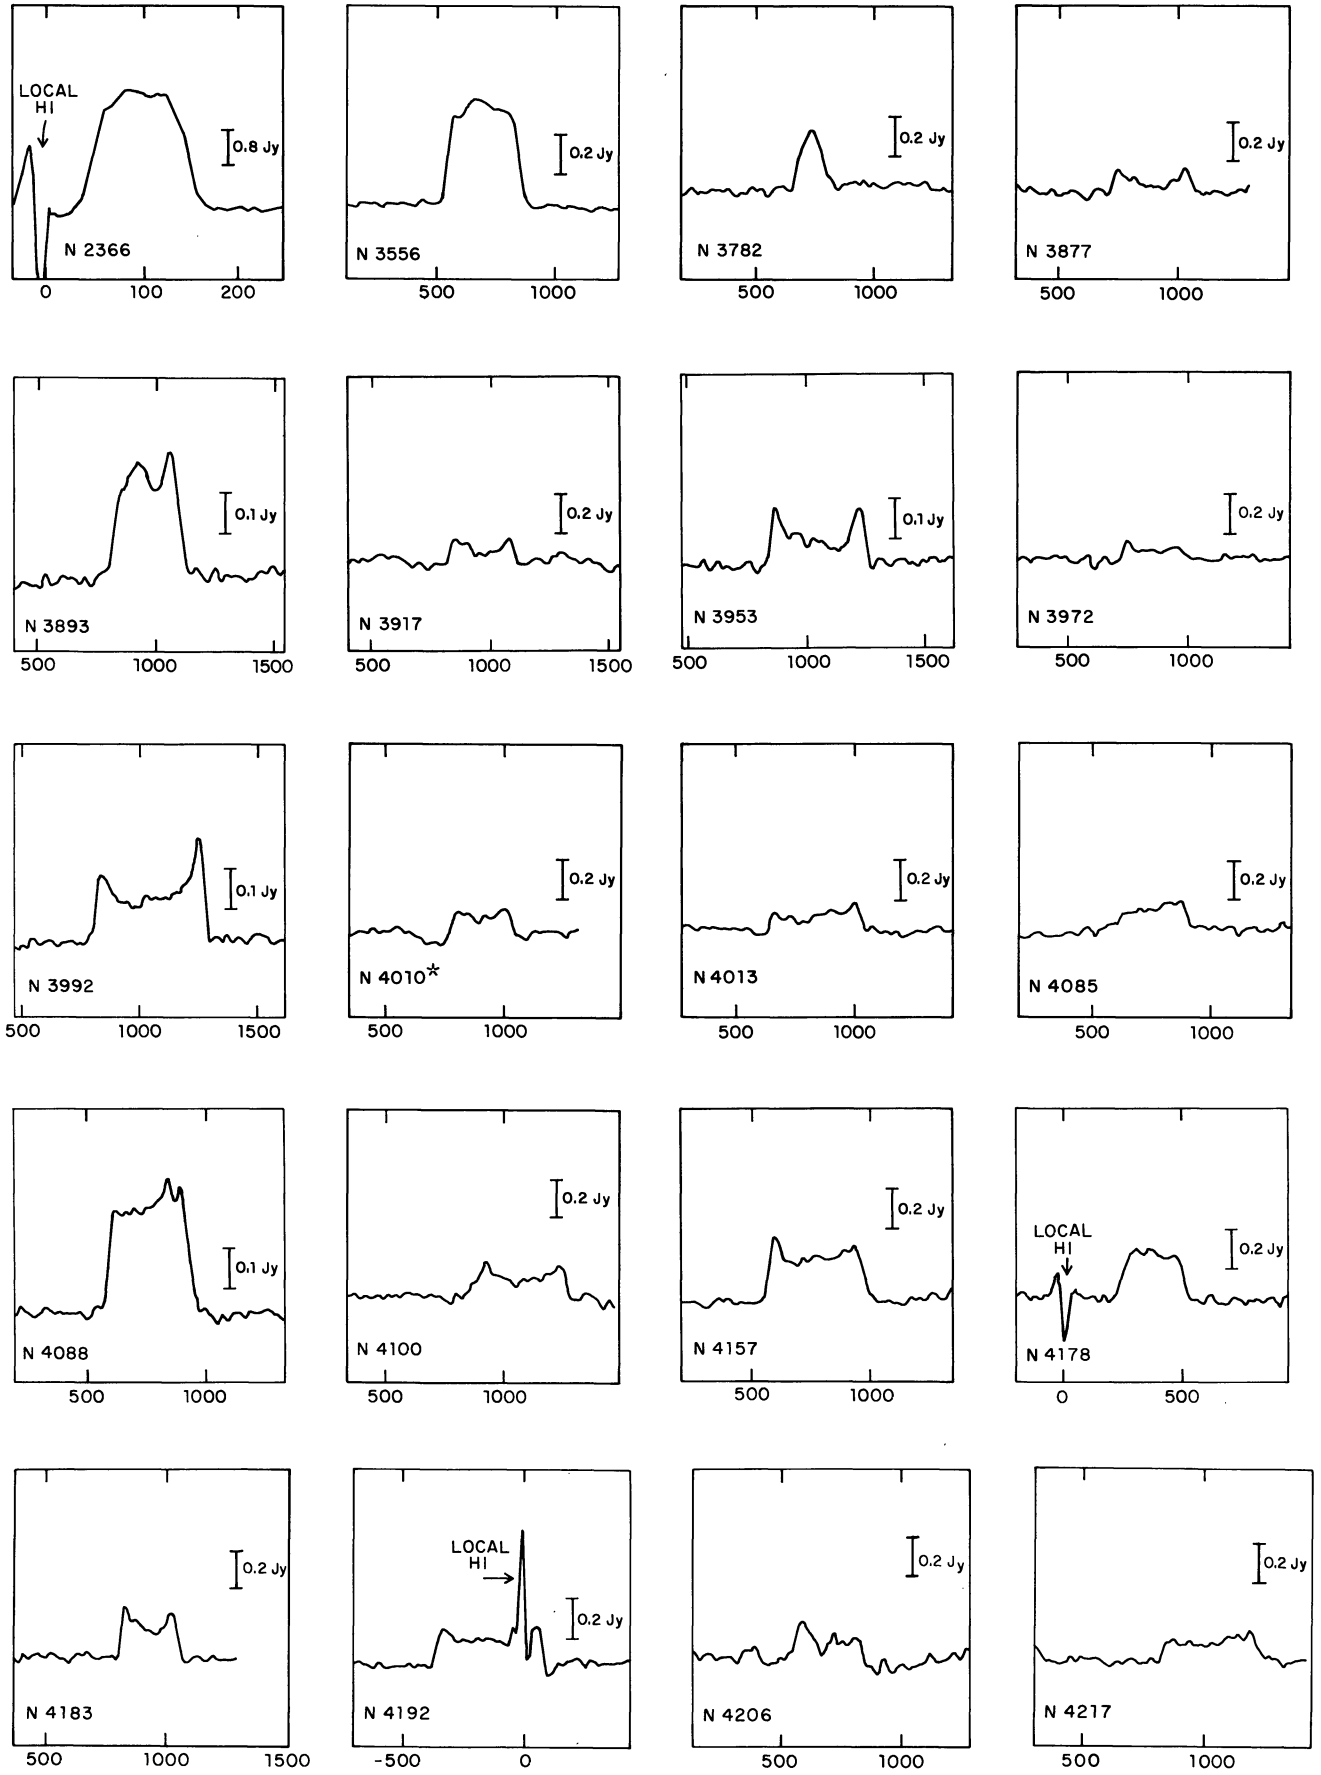 LOCAL
HI
0.8 Jy
N 2366
0 100 200
0.2 Jy
N 3556
500 1000
0.2 Jy
N 3782
500 1000
0.2 Jy
N 3877
500 1000
0.1 Jy
N 3893
500 1000 1500
0.2 Jy
N 3917
500 1000 1500
0.1 Jy
N 3953
500 1000 1500
0.2 Jy
N 3972
500 1000
0.1 Jy
N 3992
500 1000 1500
0.2 Jy
N 4010*
500 1000
0.2 Jy
N 4013
500 1000
0.2 Jy
N 4085
500 1000
0.1 Jy
N 4088
500 1000
0.2 Jy
N 4100
500 1000
0.2 Jy
N 4157
500 1000
LOCAL
HI
0.2 Jy
N 4178
0 500
0.2 Jy
N 4183
500 1000 1500
LOCAL
HI
0.2 Jy
N 4192
-500 0
0.2 Jy
N 4206
500 1000
0.2 Jy
N 4217
500 1000